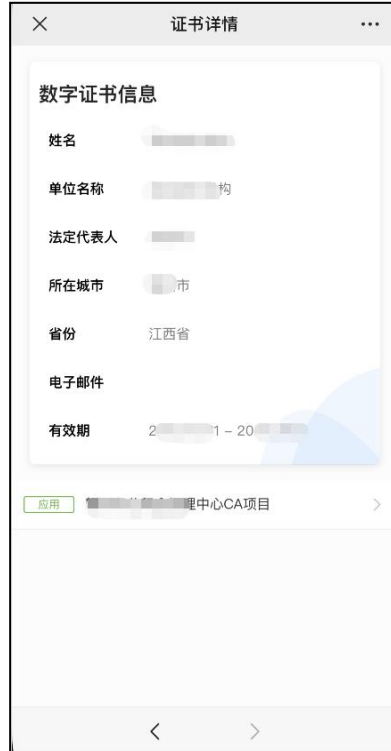 证书详情
数字证书信息
姓名
单位名称 构
法定代表人
所在城市 市
省份 江西省
电子邮件
有效期 2 1 – 20
应用 理中心CA项目